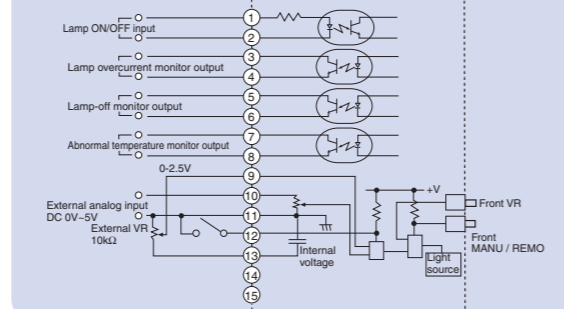 Lamp ON/OFF input
1
2
Lamp overcurrent monitor output
3
4
Lamp-off monitor output
5
6
Abnormal temperature monitor output
7
8
0-2.5V
9
External analog input
DC 0V~5V
10
+V
Front VR
11
External VR
10kΩ
12
Front
MANU / REMO
13
Internal
voltage
Light
source
14
15